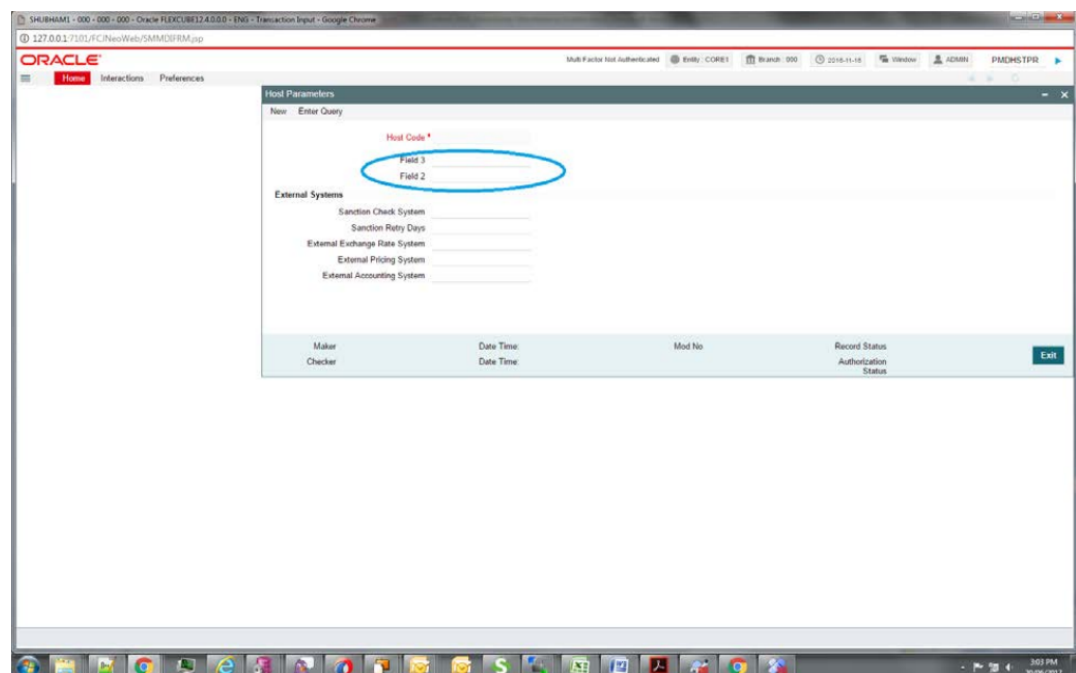 SHUBHAM1 - 000 - 000 - 000 - Oracle FLEXCUBE12.4.0.0.0 - ENG - Transaction Input - Google Chrome
127.0.0.1:7101/FCJNeoWeb/SMMDIFRM.jsp
ORACLE Multi Factor Not Authenticated Entity : CORE1 Branch : 000 2016-11-16 Window ADMIN PMDHSTPR
Home Interactions Preferences
Host Parameters
New Enter Query
Host Code *
Field 3
Field 2
External Systems
Sanction Check System
Sanction Retry Days
External Exchange Rate System
External Pricing System
External Accounting System
Maker Date Time: Mod No Record Status
Checker Date Time: Authorization Status
Exit
3:03 PM